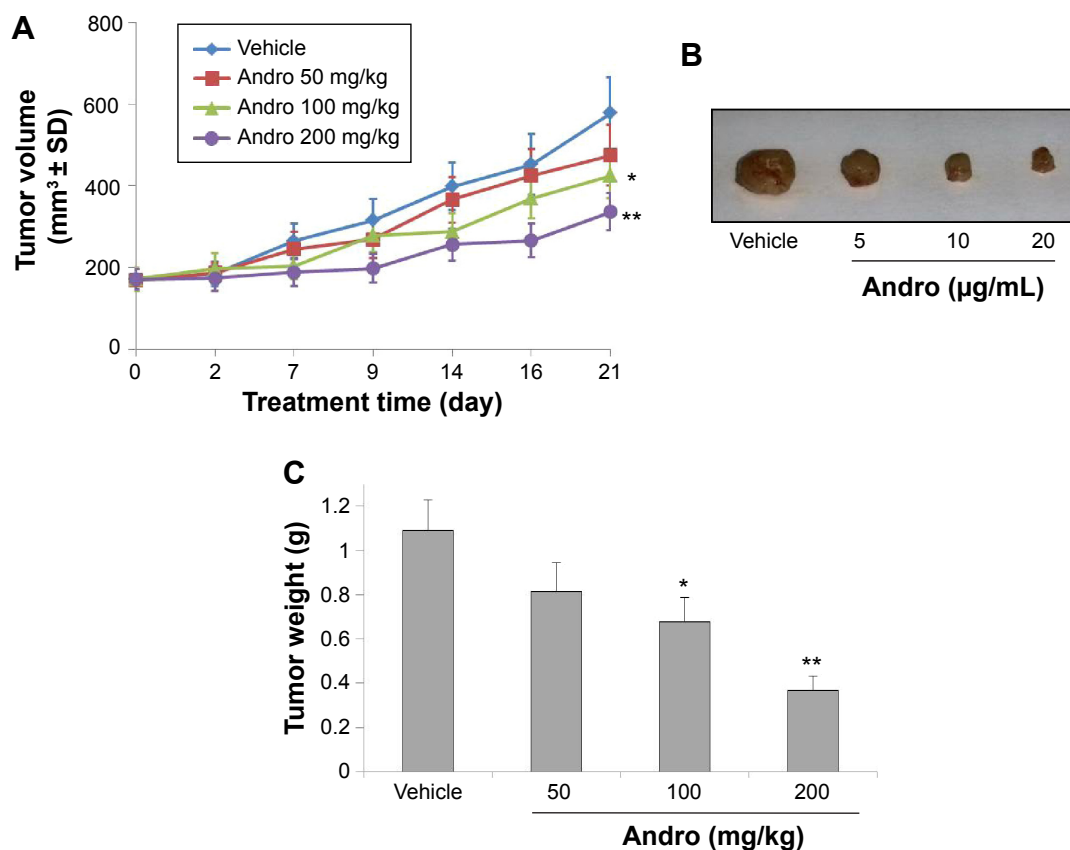 A
Tumor volume
(mm³ ± SD)
800
600
400
200
0
Vehicle
Andro 50 mg/kg
Andro 100 mg/kg
Andro 200 mg/kg
*
**
0 2 7 9 14 16 21
Treatment time (day)
B
Vehicle 5 10 20
Andro (µg/mL)
C
Tumor weight (g)
1.2
1
0.8
0.6
0.4
0.2
0
*
**
Vehicle 50 100 200
Andro (mg/kg)